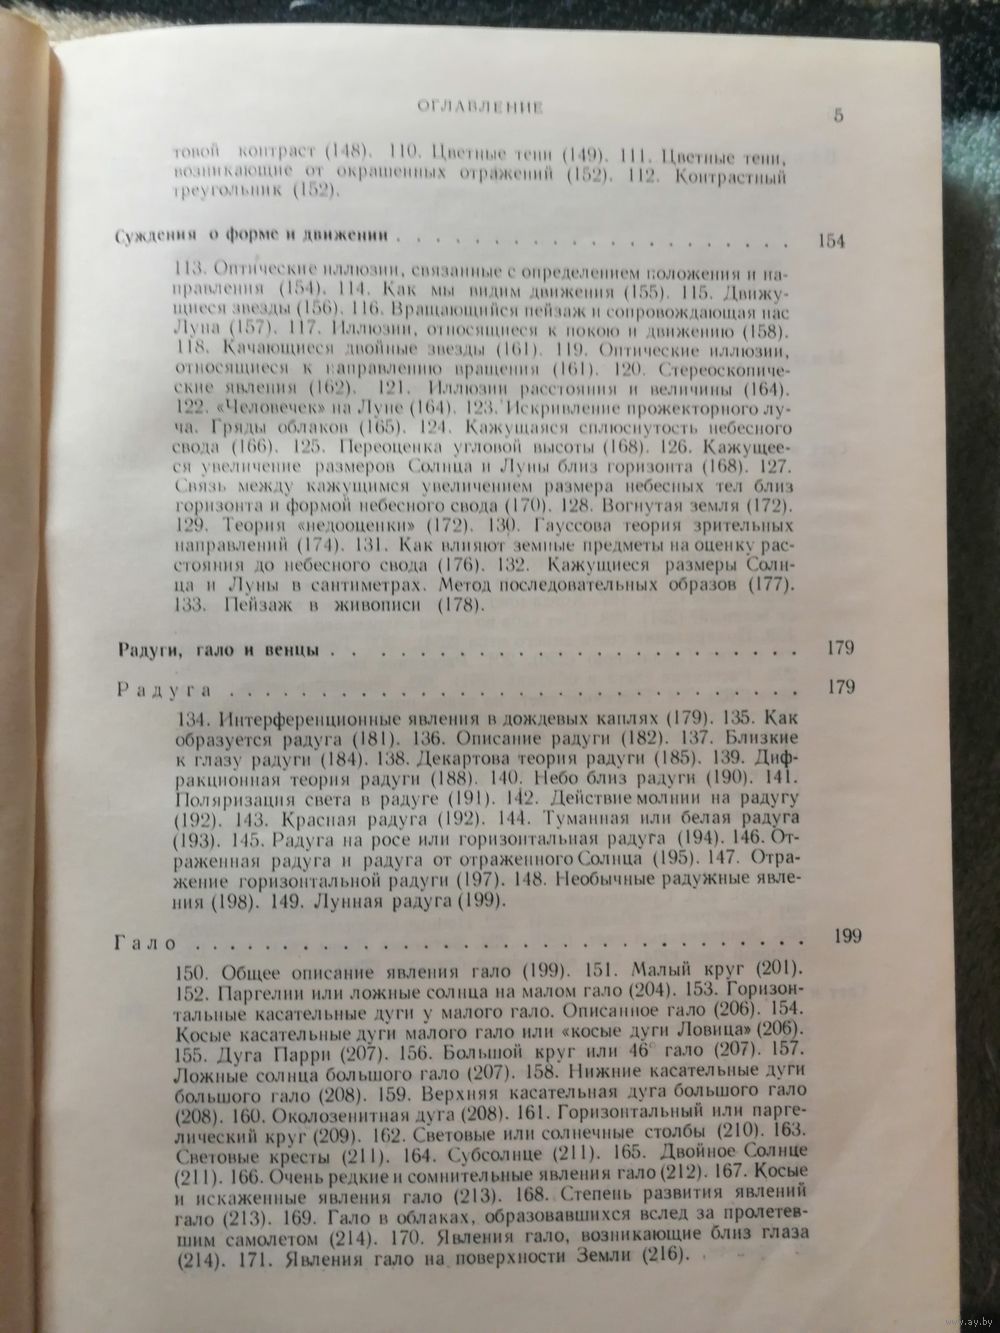 ОГЛАВЛЕНИЕ
5
товой контраст (148). 110. Цветные тени (149). 111. Цветные тени,
возникающие от окрашенных отражений (152). 112. Контрастный
треугольник (152).
Суждения о форме и движении . . . . . . . . . . . . . . . . . 154
113. Оптические иллюзии, связанные с определением положения и на-
правления (154). 114. Как мы видим движения (155). 115. Движу-
щиеся звезды (156). 116. Вращающийся пейзаж и сопровождающая нас
Луна (157). 117. Иллюзии, относящиеся к покою и движению (158).
118. Качающиеся двойные звезды (161). 119. Оптические иллюзии,
относящиеся к направлению вращения (161). 120. Стереоскопиче-
ские явления (162). 121. Иллюзии расстояния и величины (164).
122. «Человечек» на Луне (164). 123. Искривление прожекторного лу-
ча. Гряды облаков (165). 124. Кажущаяся сплюснутость небесного
свода (166). 125. Переоценка угловой высоты (168). 126. Кажущее-
ся увеличение размеров Солнца и Луны близ горизонта (168). 127.
Связь между кажущимся увеличением размера небесных тел близ
горизонта и формой небесного свода (170). 128. Вогнутая земля (172).
129. Теория «недооценки» (172). 130. Гауссова теория зрительных
направлений (174). 131. Как влияют земные предметы на оценку рас-
стояния до небесного свода (176). 132. Кажущиеся размеры Солн-
ца и Луны в сантиметрах. Метод последовательных образов (177).
133. Пейзаж в живописи (178).
Радуги, гало и венцы . . . . . . . . . . . . . . . . . . . . . 179
Радуга . . . . . . . . . . . . . . . . . . . . . . . . . 179
134. Интерференционные явления в дождевых каплях (179). 135. Как
образуется радуга (181). 136. Описание радуги (182). 137. Близкие
к глазу радуги (184). 138. Декартова теория радуги (185). 139. Диф-
ракционная теория радуги (188). 140. Небо близ радуги (190). 141.
Поляризация света в радуге (191). 142. Действие молнии на радугу
(192). 143. Красная радуга (192). 144. Туманная или белая радуга
(193). 145. Радуга на росе или горизонтальная радуга (194). 146. От-
раженная радуга и радуга от отраженного Солнца (195). 147. Отра-
жение горизонтальной радуги (197). 148. Необычные радужные явле-
ния (198). 149. Лунная радуга (199).
Гало . . . . . . . . . . . . . . . . . . . . . . . . . . . 199
150. Общее описание явления гало (199). 151. Малый круг (201).
152. Паргелии или ложные солнца на малом гало (204). 153. Горизон-
тальные касательные дуги у малого гало. Описанное гало (206). 154.
Косые касательные дуги малого гало или «косые дуги Ловица» (206).
155. Дуга Парри (207). 156. Большой круг или 46° гало (207). 157.
Ложные солнца большого гало (207). 158. Нижние касательные дуги
большого гало (208). 159. Верхняя касательная дуга большого гало
(208). 160. Околозенитная дуга (208). 161. Горизонтальный или парге-
лический круг (209). 162. Световые или солнечные столбы (210). 163.
Световые кресты (211). 164. Субсолнце (211). 165. Двойное Солнце
(211). 166. Очень редкие и сомнительные явления гало (212). 167. Косые
и искаженные явления гало (213). 168. Степень развития явлений
гало (213). 169. Гало в облаках, образовавшихся вслед за пролетев-
шим самолетом (214). 170. Явления гало, возникающие близ глаза
(214). 171. Явления гало на поверхности Земли (216).
www.ay.by